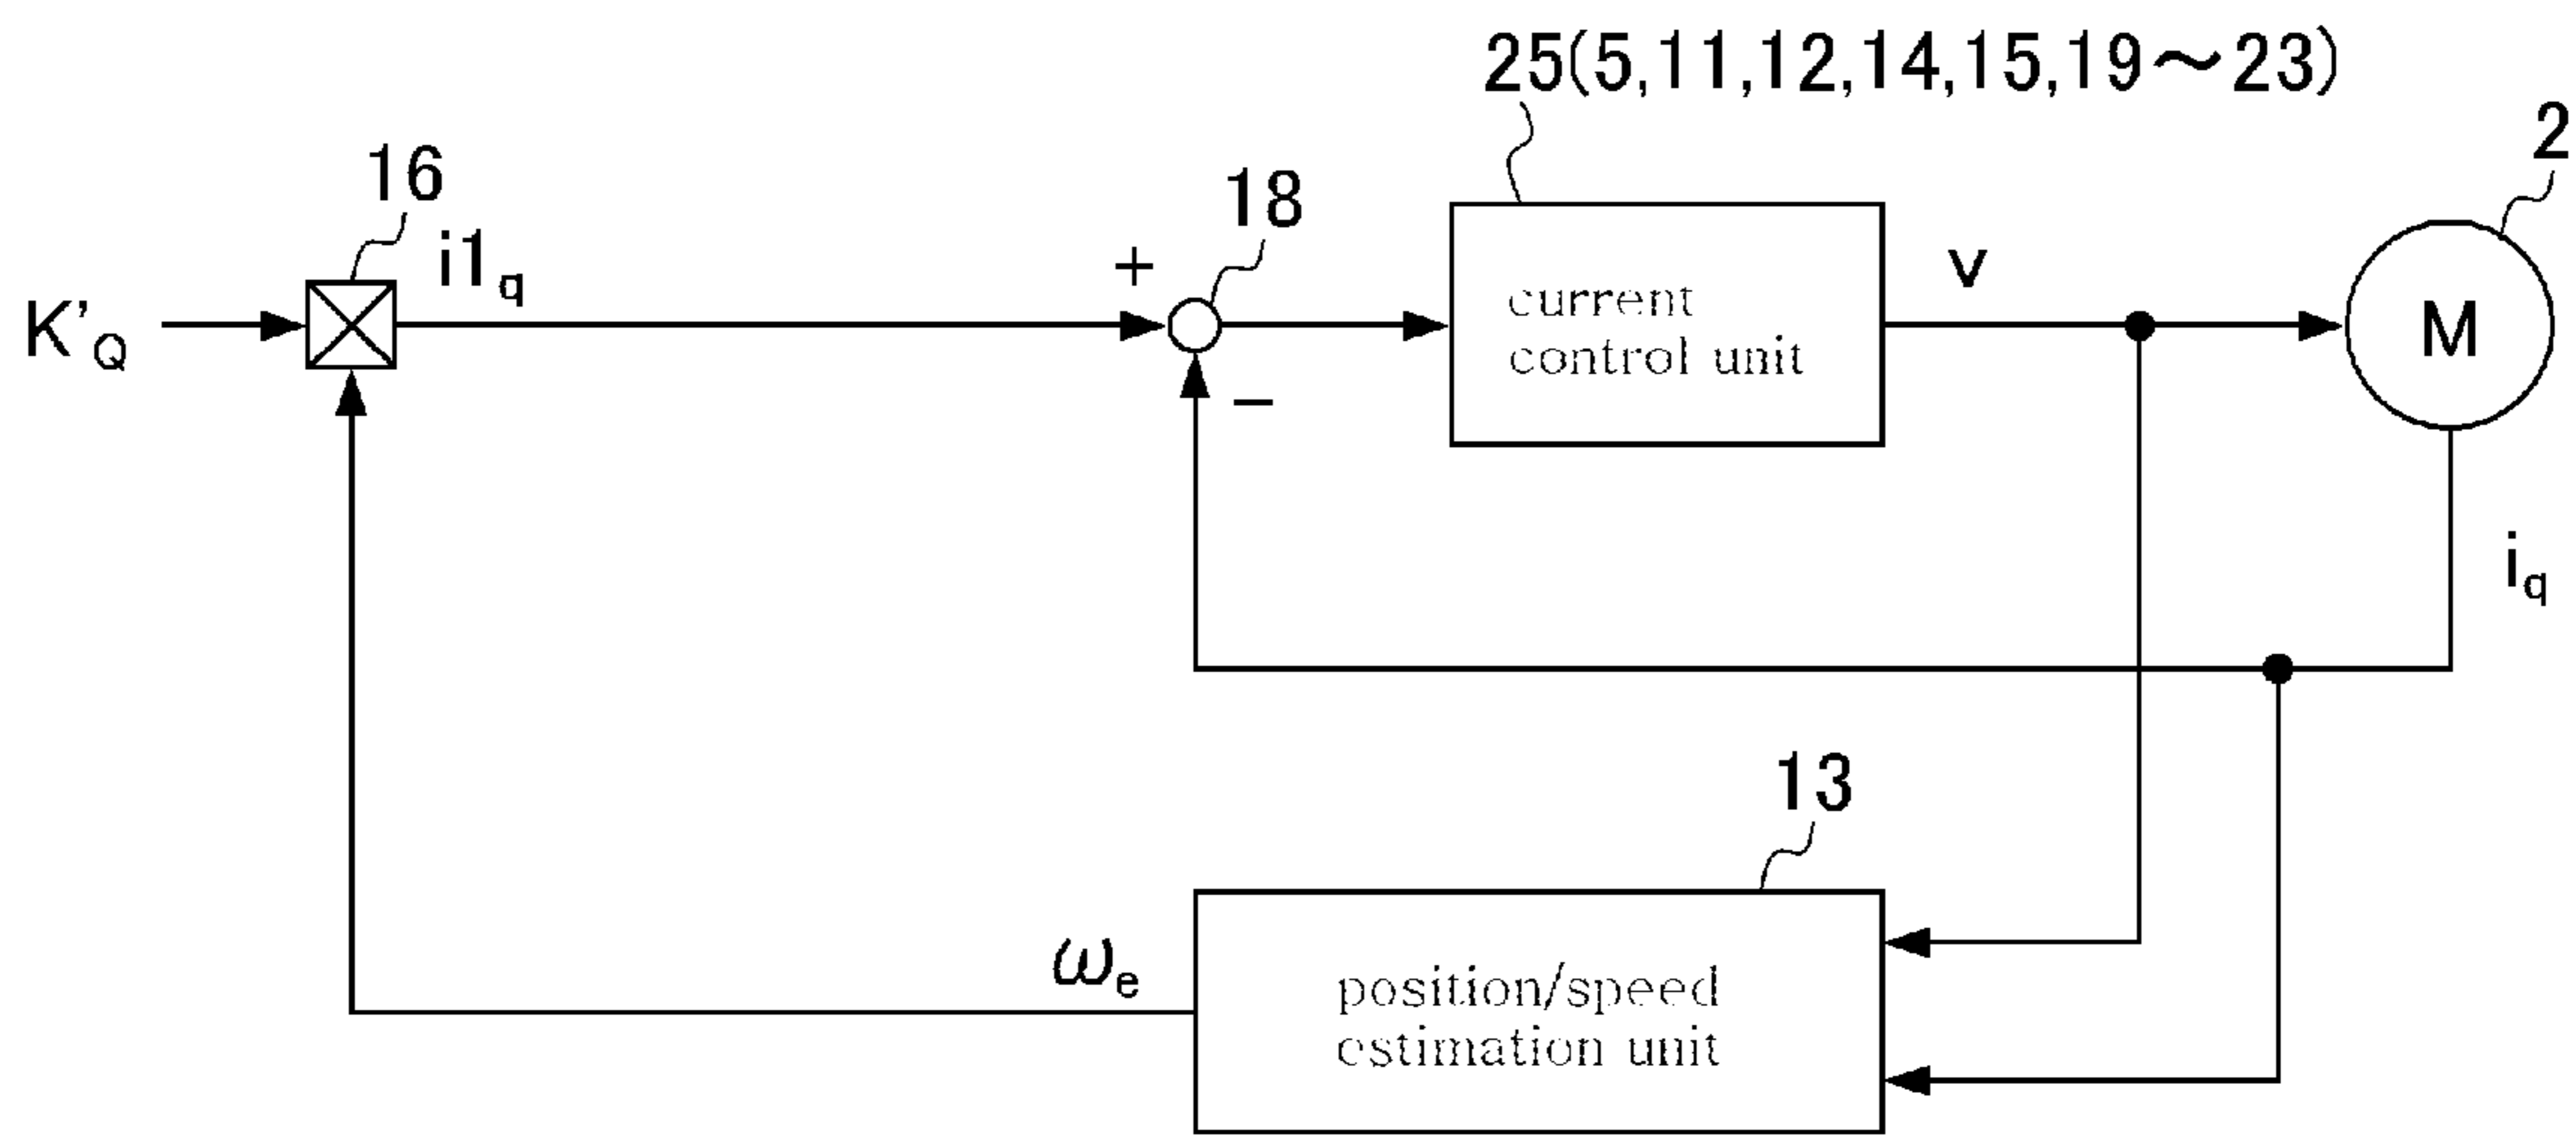 25(5,11,12,14,15,19～23)
2
16
18
i1q
+
v
K'Q
current
control unit
M
−
iq
13
ωe
position/speed
estimation unit